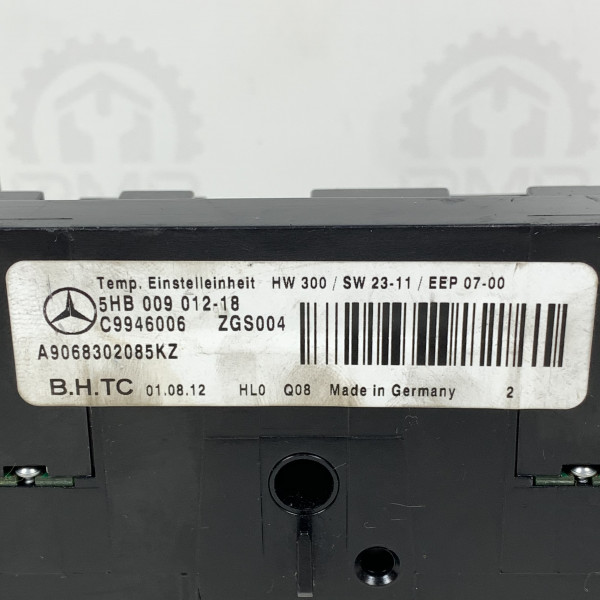 Temp. Einstelleinheit HW 300 / SW 23-11 / EEP 07-00
5HB 009 012-18
C9946006 ZGS004
A9068302085KZ
B.H.TC 01.08.12 HL0 Q08 Made in Germany 2